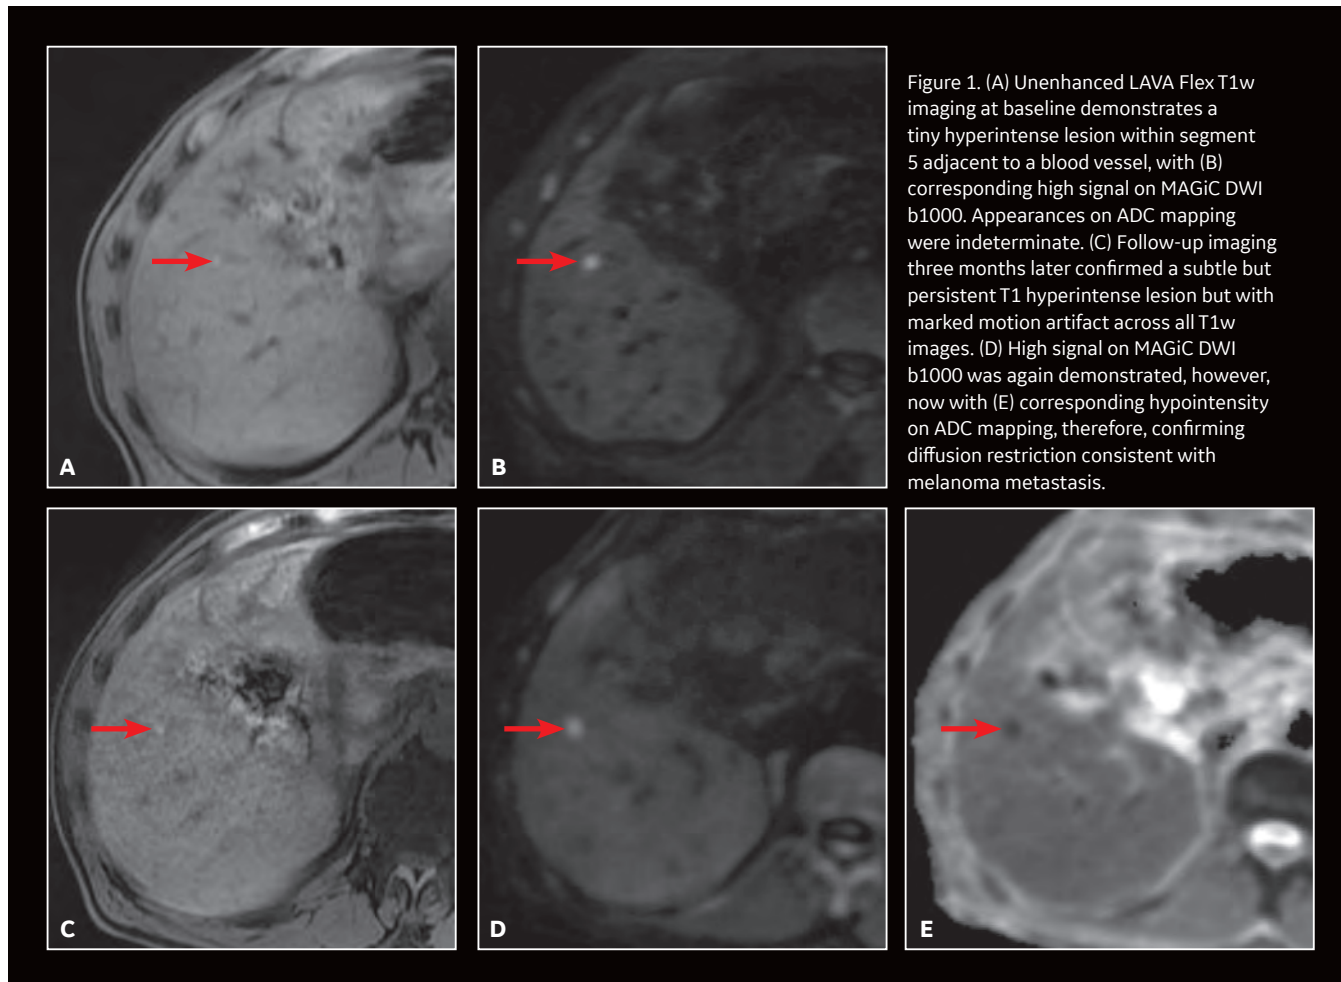 Figure 1. (A) Unenhanced LAVA Flex T1w
imaging at baseline demonstrates a
tiny hyperintense lesion within segment
5 adjacent to a blood vessel, with (B)
corresponding high signal on MAGiC DWI
b1000. Appearances on ADC mapping
were indeterminate. (C) Follow-up imaging
three months later confirmed a subtle but
persistent T1 hyperintense lesion but with
marked motion artifact across all T1w
images. (D) High signal on MAGiC DWI
b1000 was again demonstrated, however,
now with (E) corresponding hypointensity
on ADC mapping, therefore, confirming
diffusion restriction consistent with
melanoma metastasis.
A
B
C
D
E